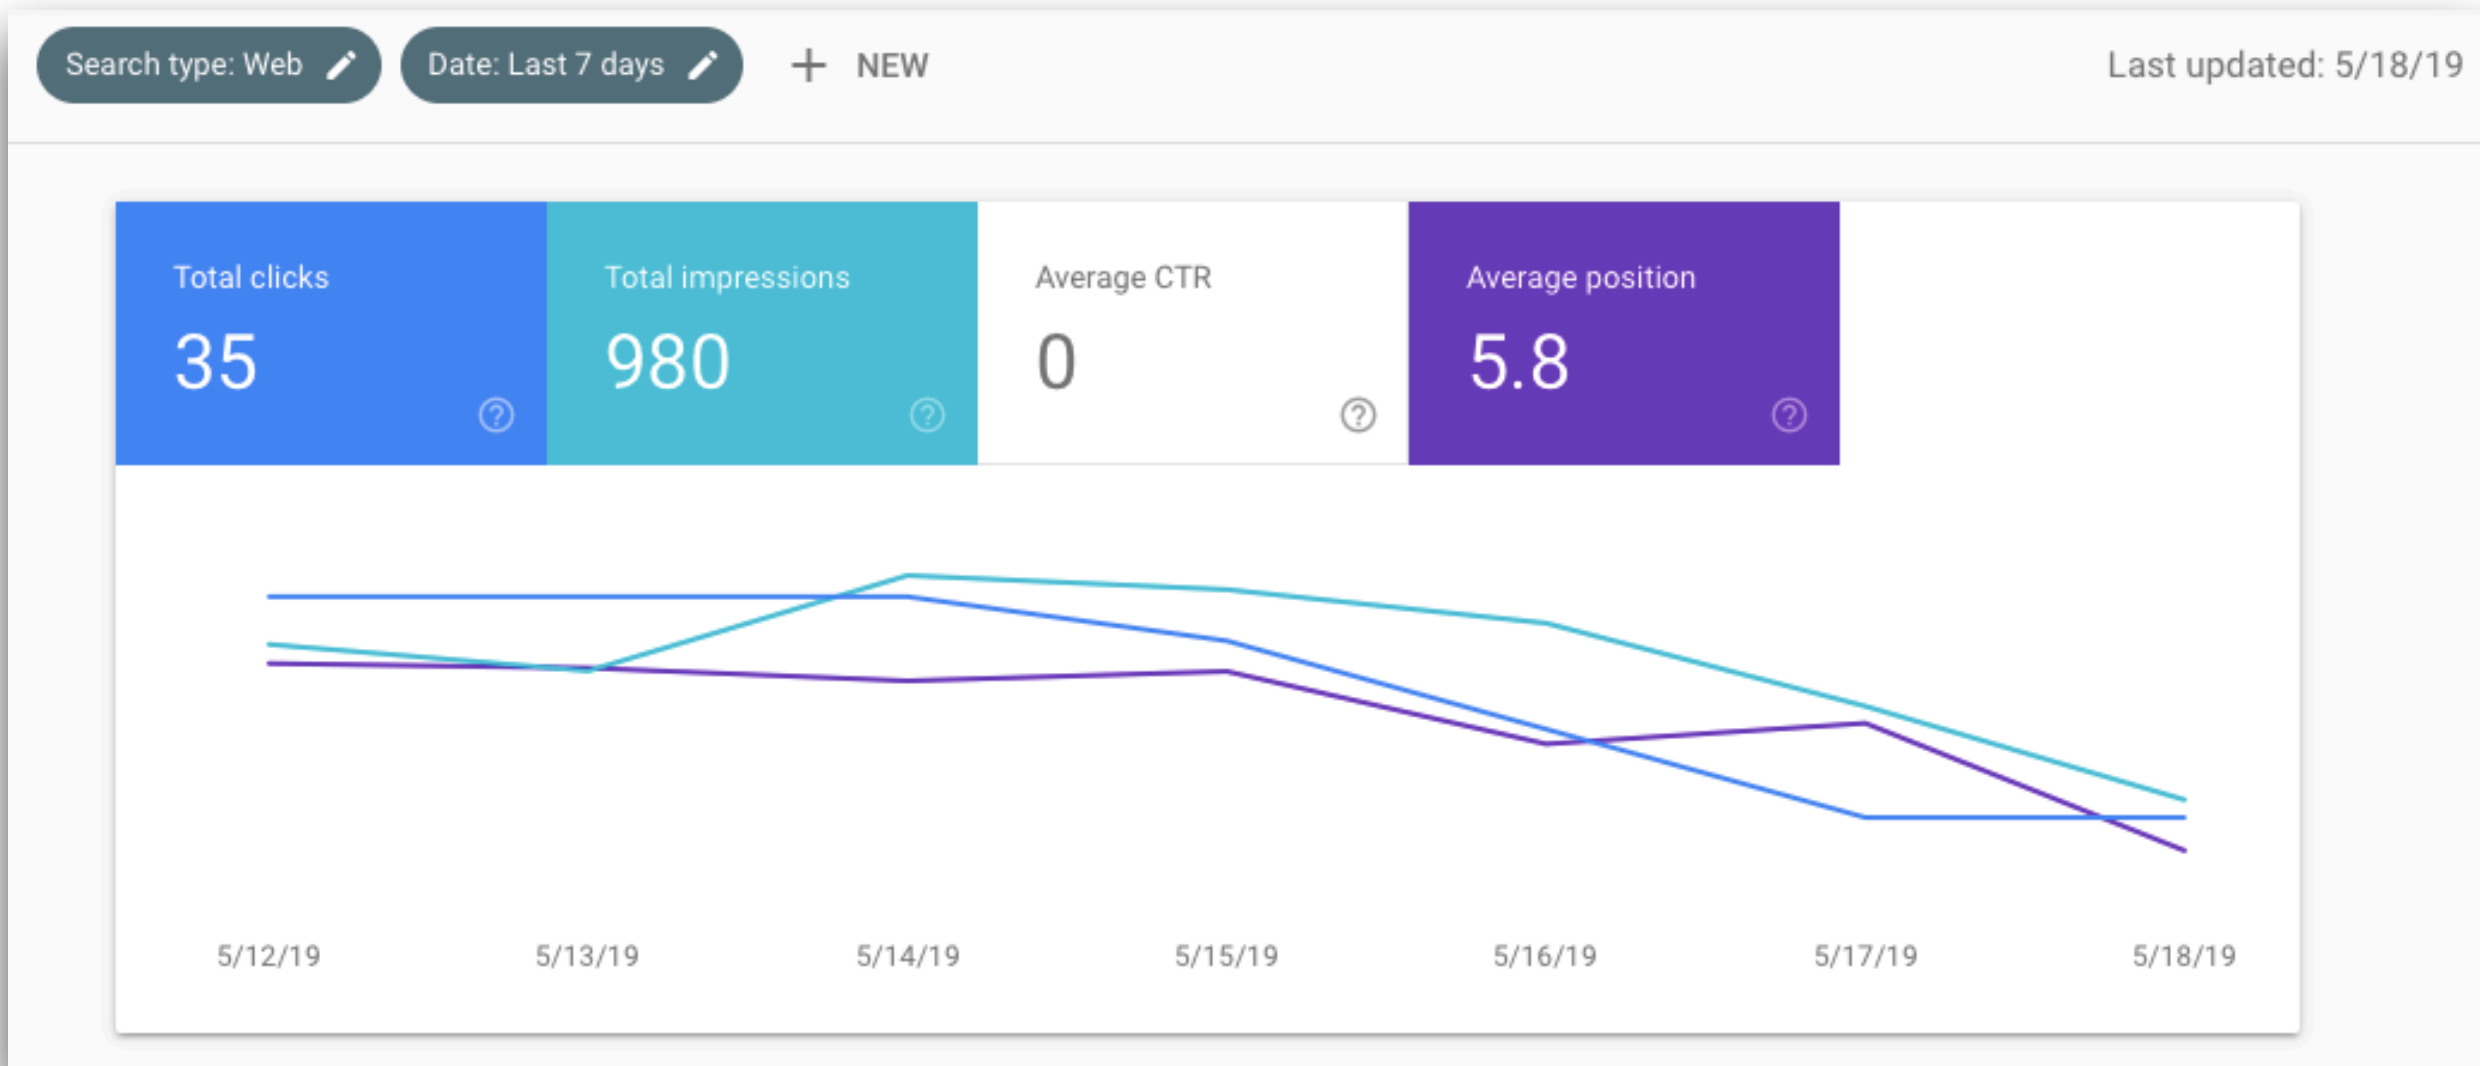 Search type: Web
Date: Last 7 days
+ NEW
Last updated: 5/18/19
Total clicks
35
?
Total impressions
980
?
Average CTR
0
?
Average position
5.8
?
5/12/19
5/13/19
5/14/19
5/15/19
5/16/19
5/17/19
5/18/19